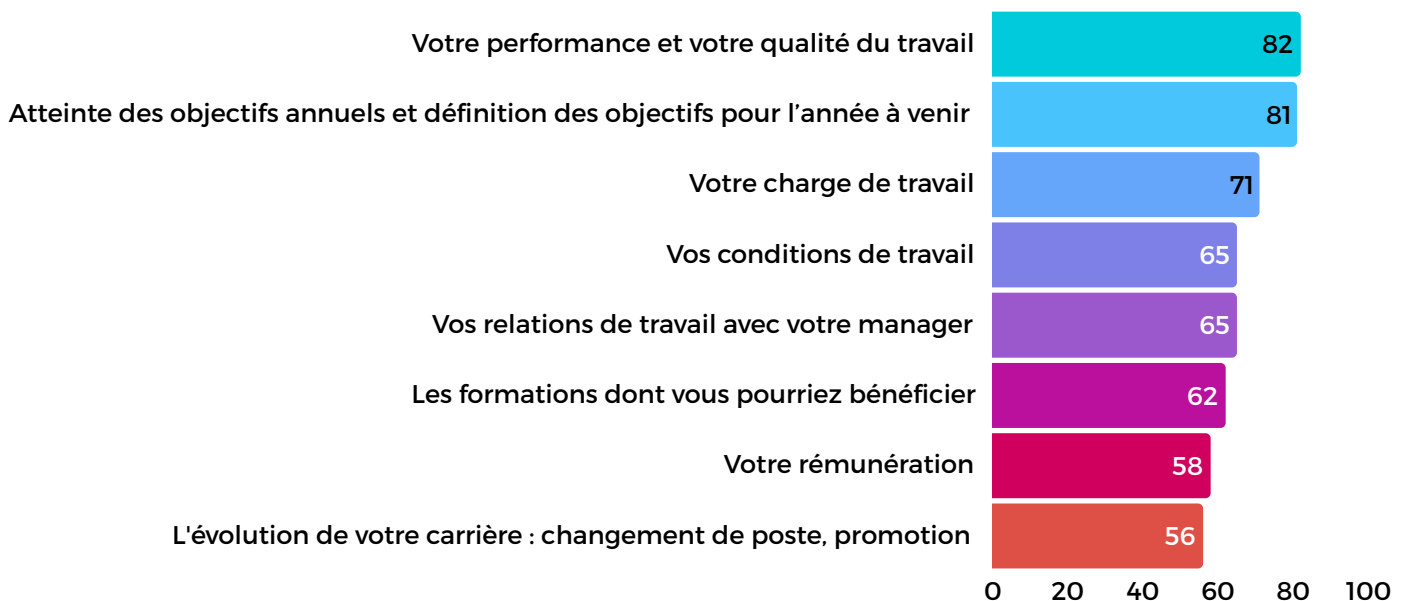 Votre performance et votre qualité du travail 82
Atteinte des objectifs annuels et définition des objectifs pour l’année à venir 81
Votre charge de travail 71
Vos conditions de travail 65
Vos relations de travail avec votre manager 65
Les formations dont vous pourriez bénéficier 62
Votre rémunération 58
L'évolution de votre carrière : changement de poste, promotion 56
0 20 40 60 80 100